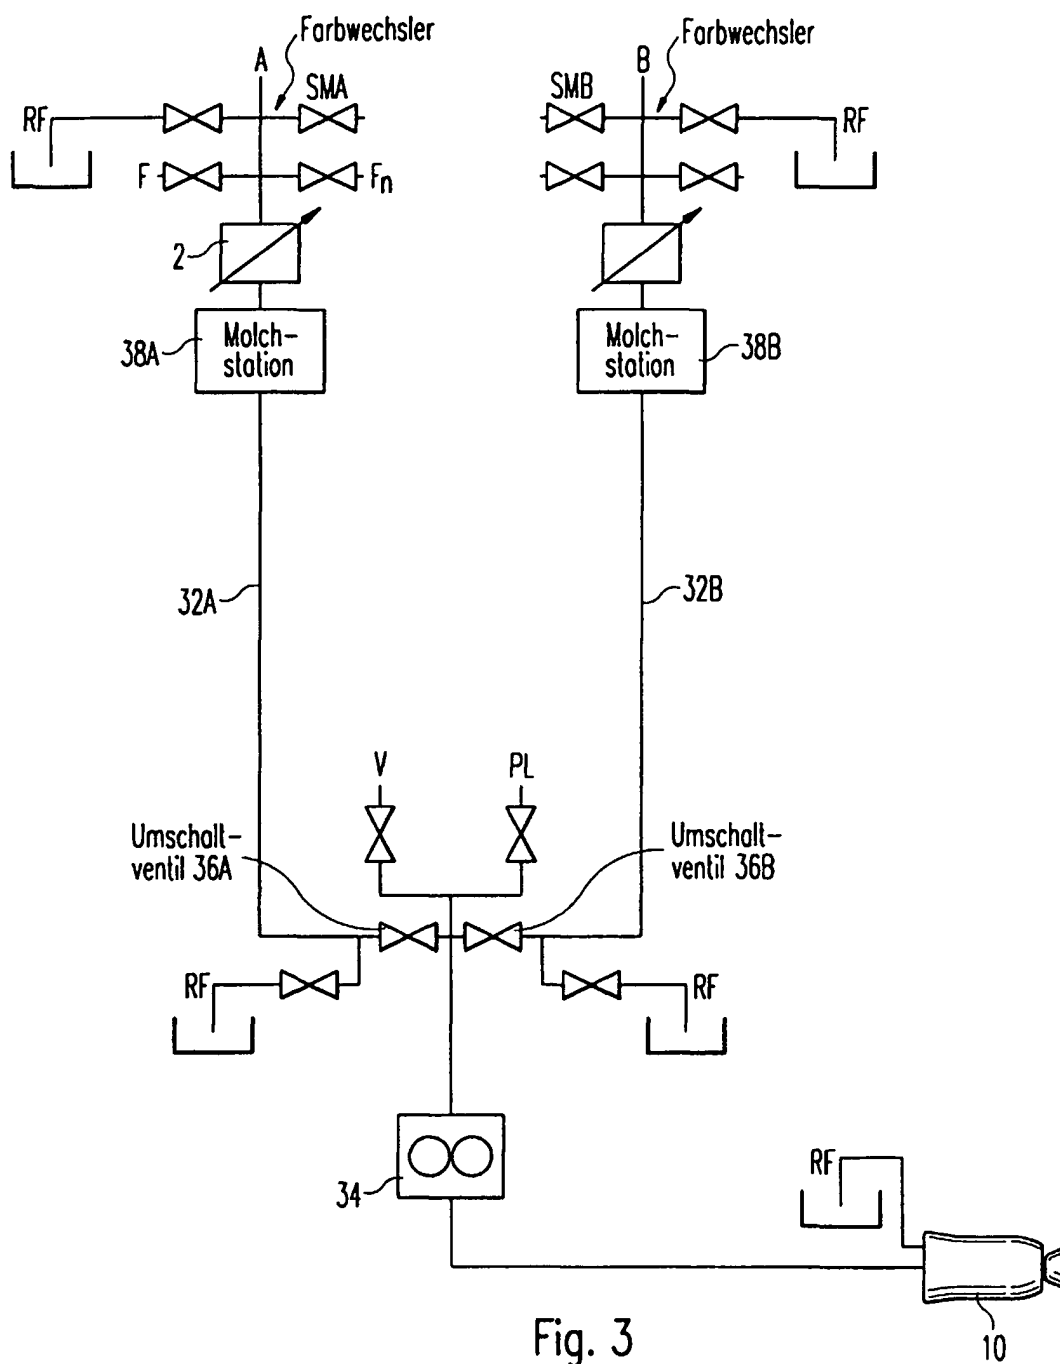 Farbwechsler
Farbwechsler
A
B
SMA
SMB
RF
RF
F
Fn
2
38A
Molch-
station
Molch-
station
38B
32A
32B
V
PL
Umschalt-
ventil 36A
Umschalt-
ventil 36B
RF
RF
34
RF
10
Fig. 3